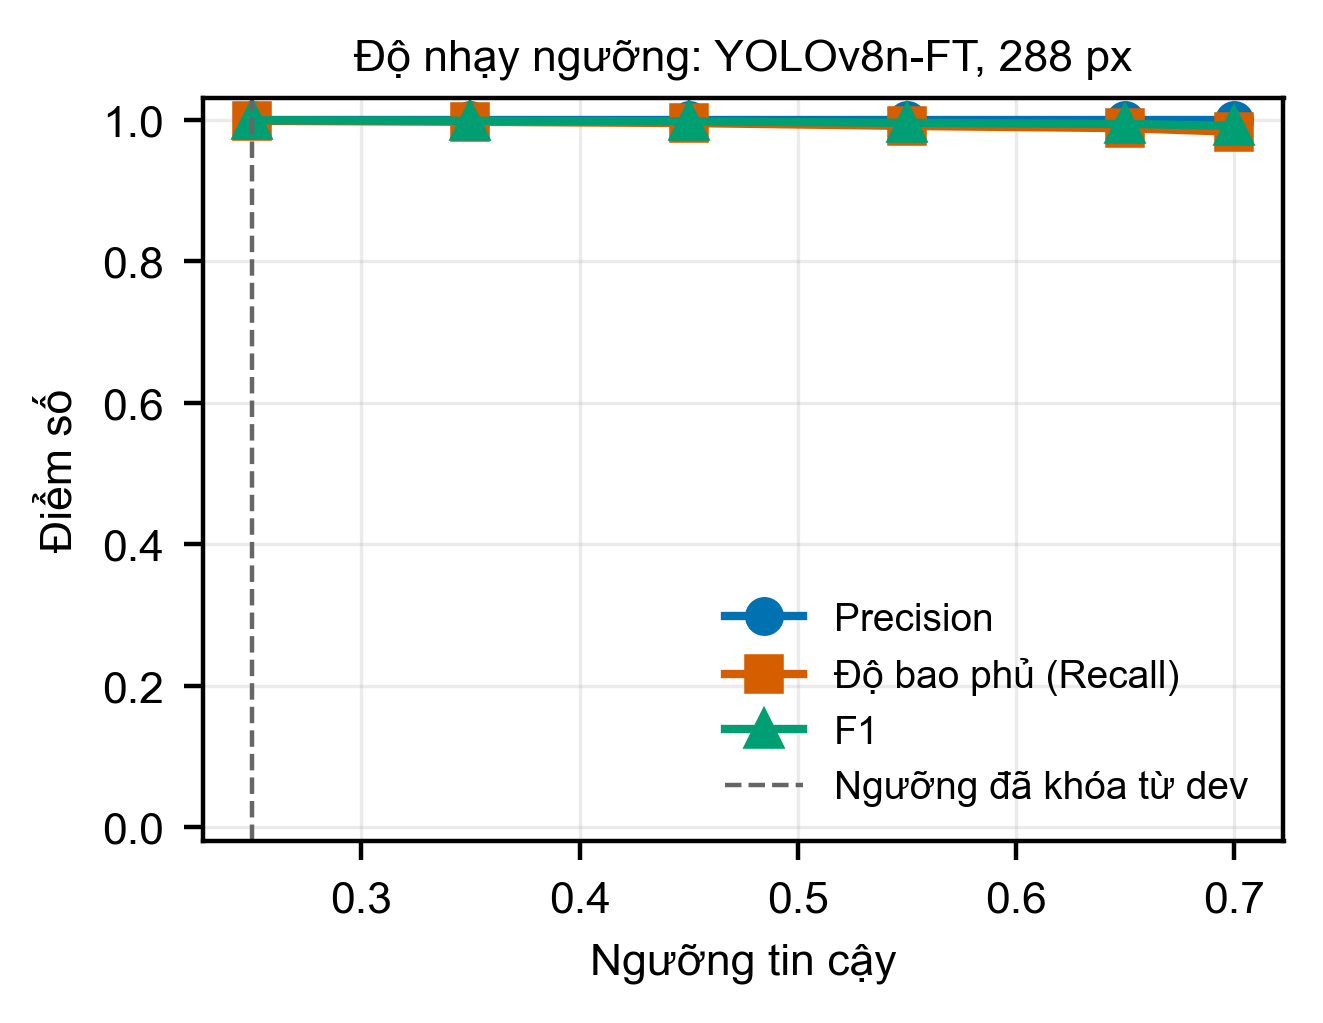 Độ nhạy ngưỡng: YOLOv8n-FT, 288 px
1.0
0.8
0.6
0.4
0.2
0.0
Điểm số
Precision
Độ bao phủ (Recall)
F1
Ngưỡng đã khóa từ dev
0.3 0.4 0.5 0.6 0.7
Ngưỡng tin cậy